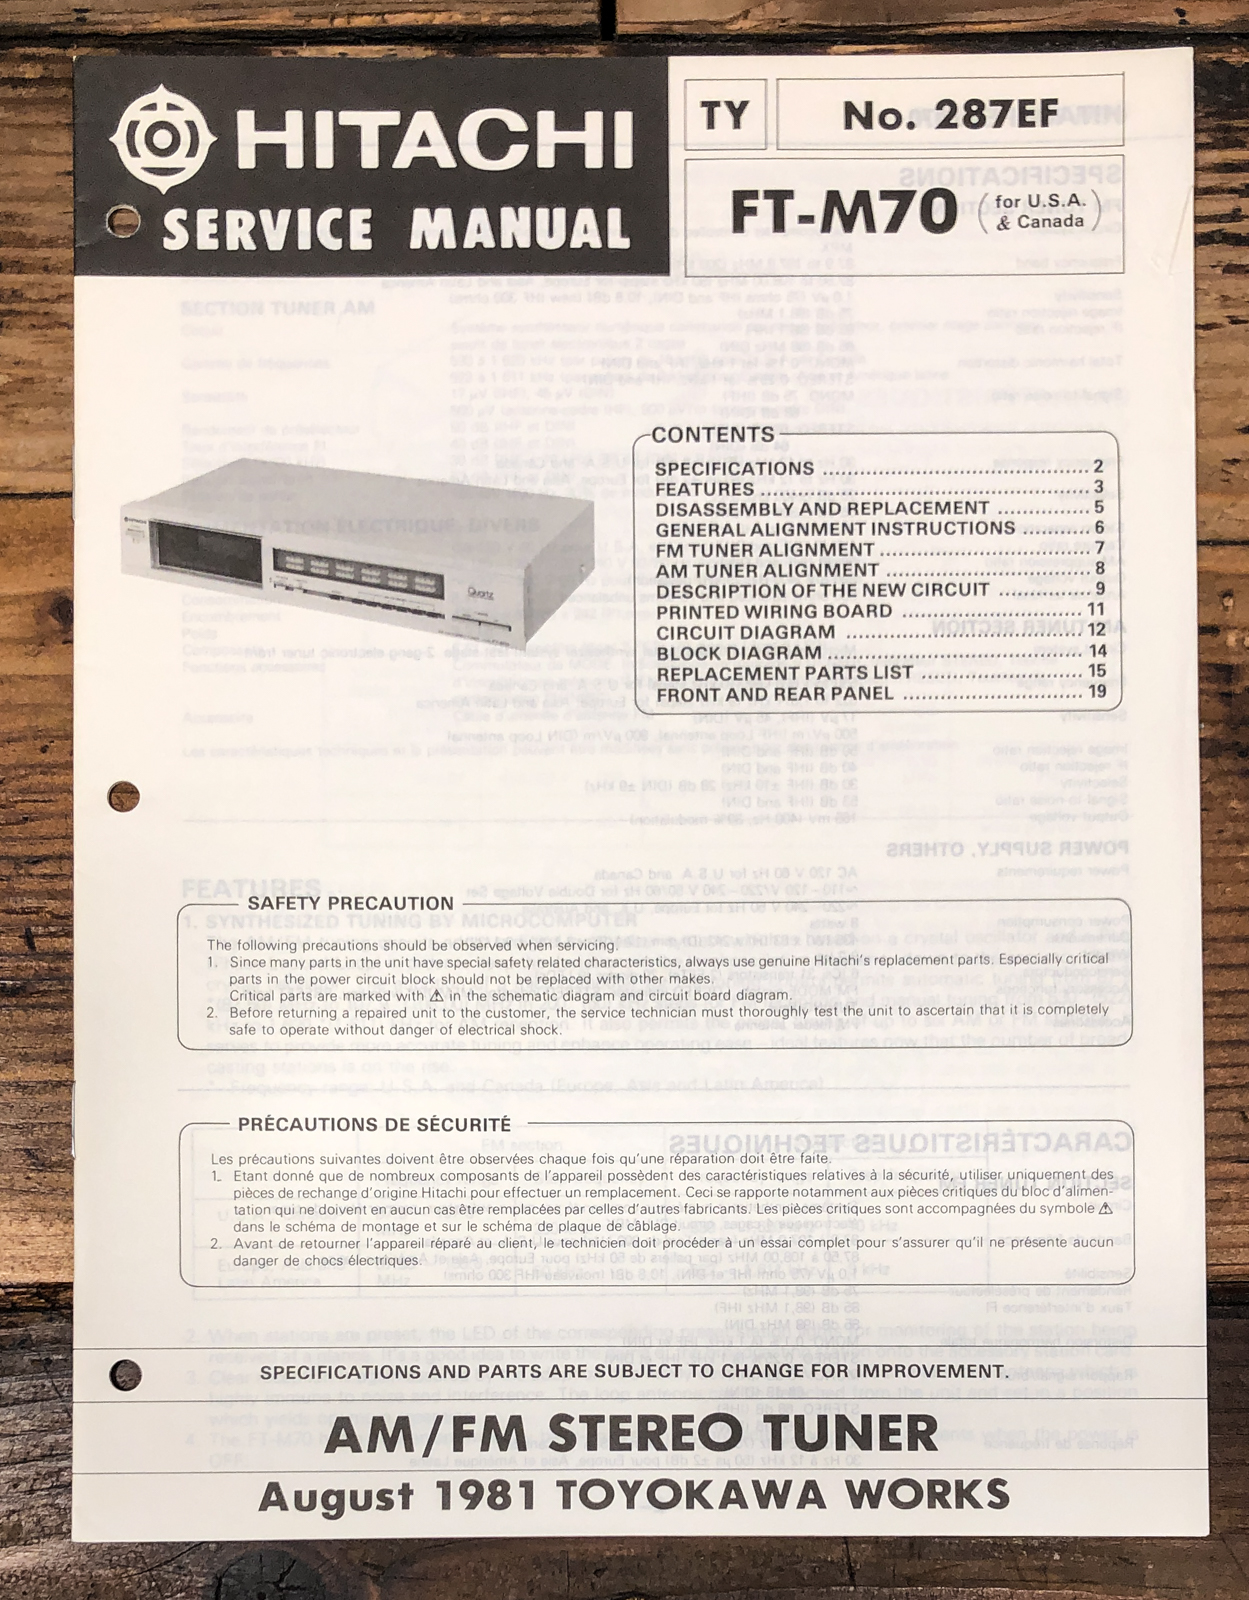 HITACHI
SERVICE MANUAL
TY
No. 287EF
FT-M70 (for U.S.A. & Canada)
HITACHI
Quartz
CONTENTS
SPECIFICATIONS ........................................ 2
FEATURES ........................................ 3
DISASSEMBLY AND REPLACEMENT ............ 5
GENERAL ALIGNMENT INSTRUCTIONS .......... 6
FM TUNER ALIGNMENT .............................. 7
AM TUNER ALIGNMENT .............................. 8
DESCRIPTION OF THE NEW CIRCUIT ............ 9
PRINTED WIRING BOARD .......................... 11
CIRCUIT DIAGRAM .................................. 12
BLOCK DIAGRAM .................................... 14
REPLACEMENT PARTS LIST ........................ 15
FRONT AND REAR PANEL .......................... 19
SAFETY PRECAUTION
The following precautions should be observed when servicing.
1. Since many parts in the unit have special safety related characteristics, always use genuine Hitachi's replacement parts. Especially critical
parts in the power circuit block should not be replaced with other makes.
Critical parts are marked with ⚠ in the schematic diagram and circuit board diagram.
2. Before returning a repaired unit to the customer, the service technician must thoroughly test the unit to ascertain that it is completely
safe to operate without danger of electrical shock.
PRÉCAUTIONS DE SÉCURITÉ
Les précautions suivantes doivent être observées chaque fois qu'une réparation doit être faite.
1. Etant donné que de nombreux composants de l'appareil possèdent des caractéristiques relatives à la sécurité, utiliser uniquement des
pièces de rechange d'origine Hitachi pour effectuer un remplacement. Ceci se rapporte notamment aux pièces critiques du bloc d'alimen-
tation qui ne doivent en aucun cas être remplacées par celles d'autres fabricants. Les pièces critiques sont accompagnées du symbole ⚠
dans le schéma de montage et sur le schéma de plaque de câblage.
2. Avant de retourner l'appareil réparé au client, le technicien doit procéder à un essai complet pour s'assurer qu'il ne présente aucun
danger de chocs électriques.
SPECIFICATIONS AND PARTS ARE SUBJECT TO CHANGE FOR IMPROVEMENT.
AM/FM STEREO TUNER
August 1981 TOYOKAWA WORKS